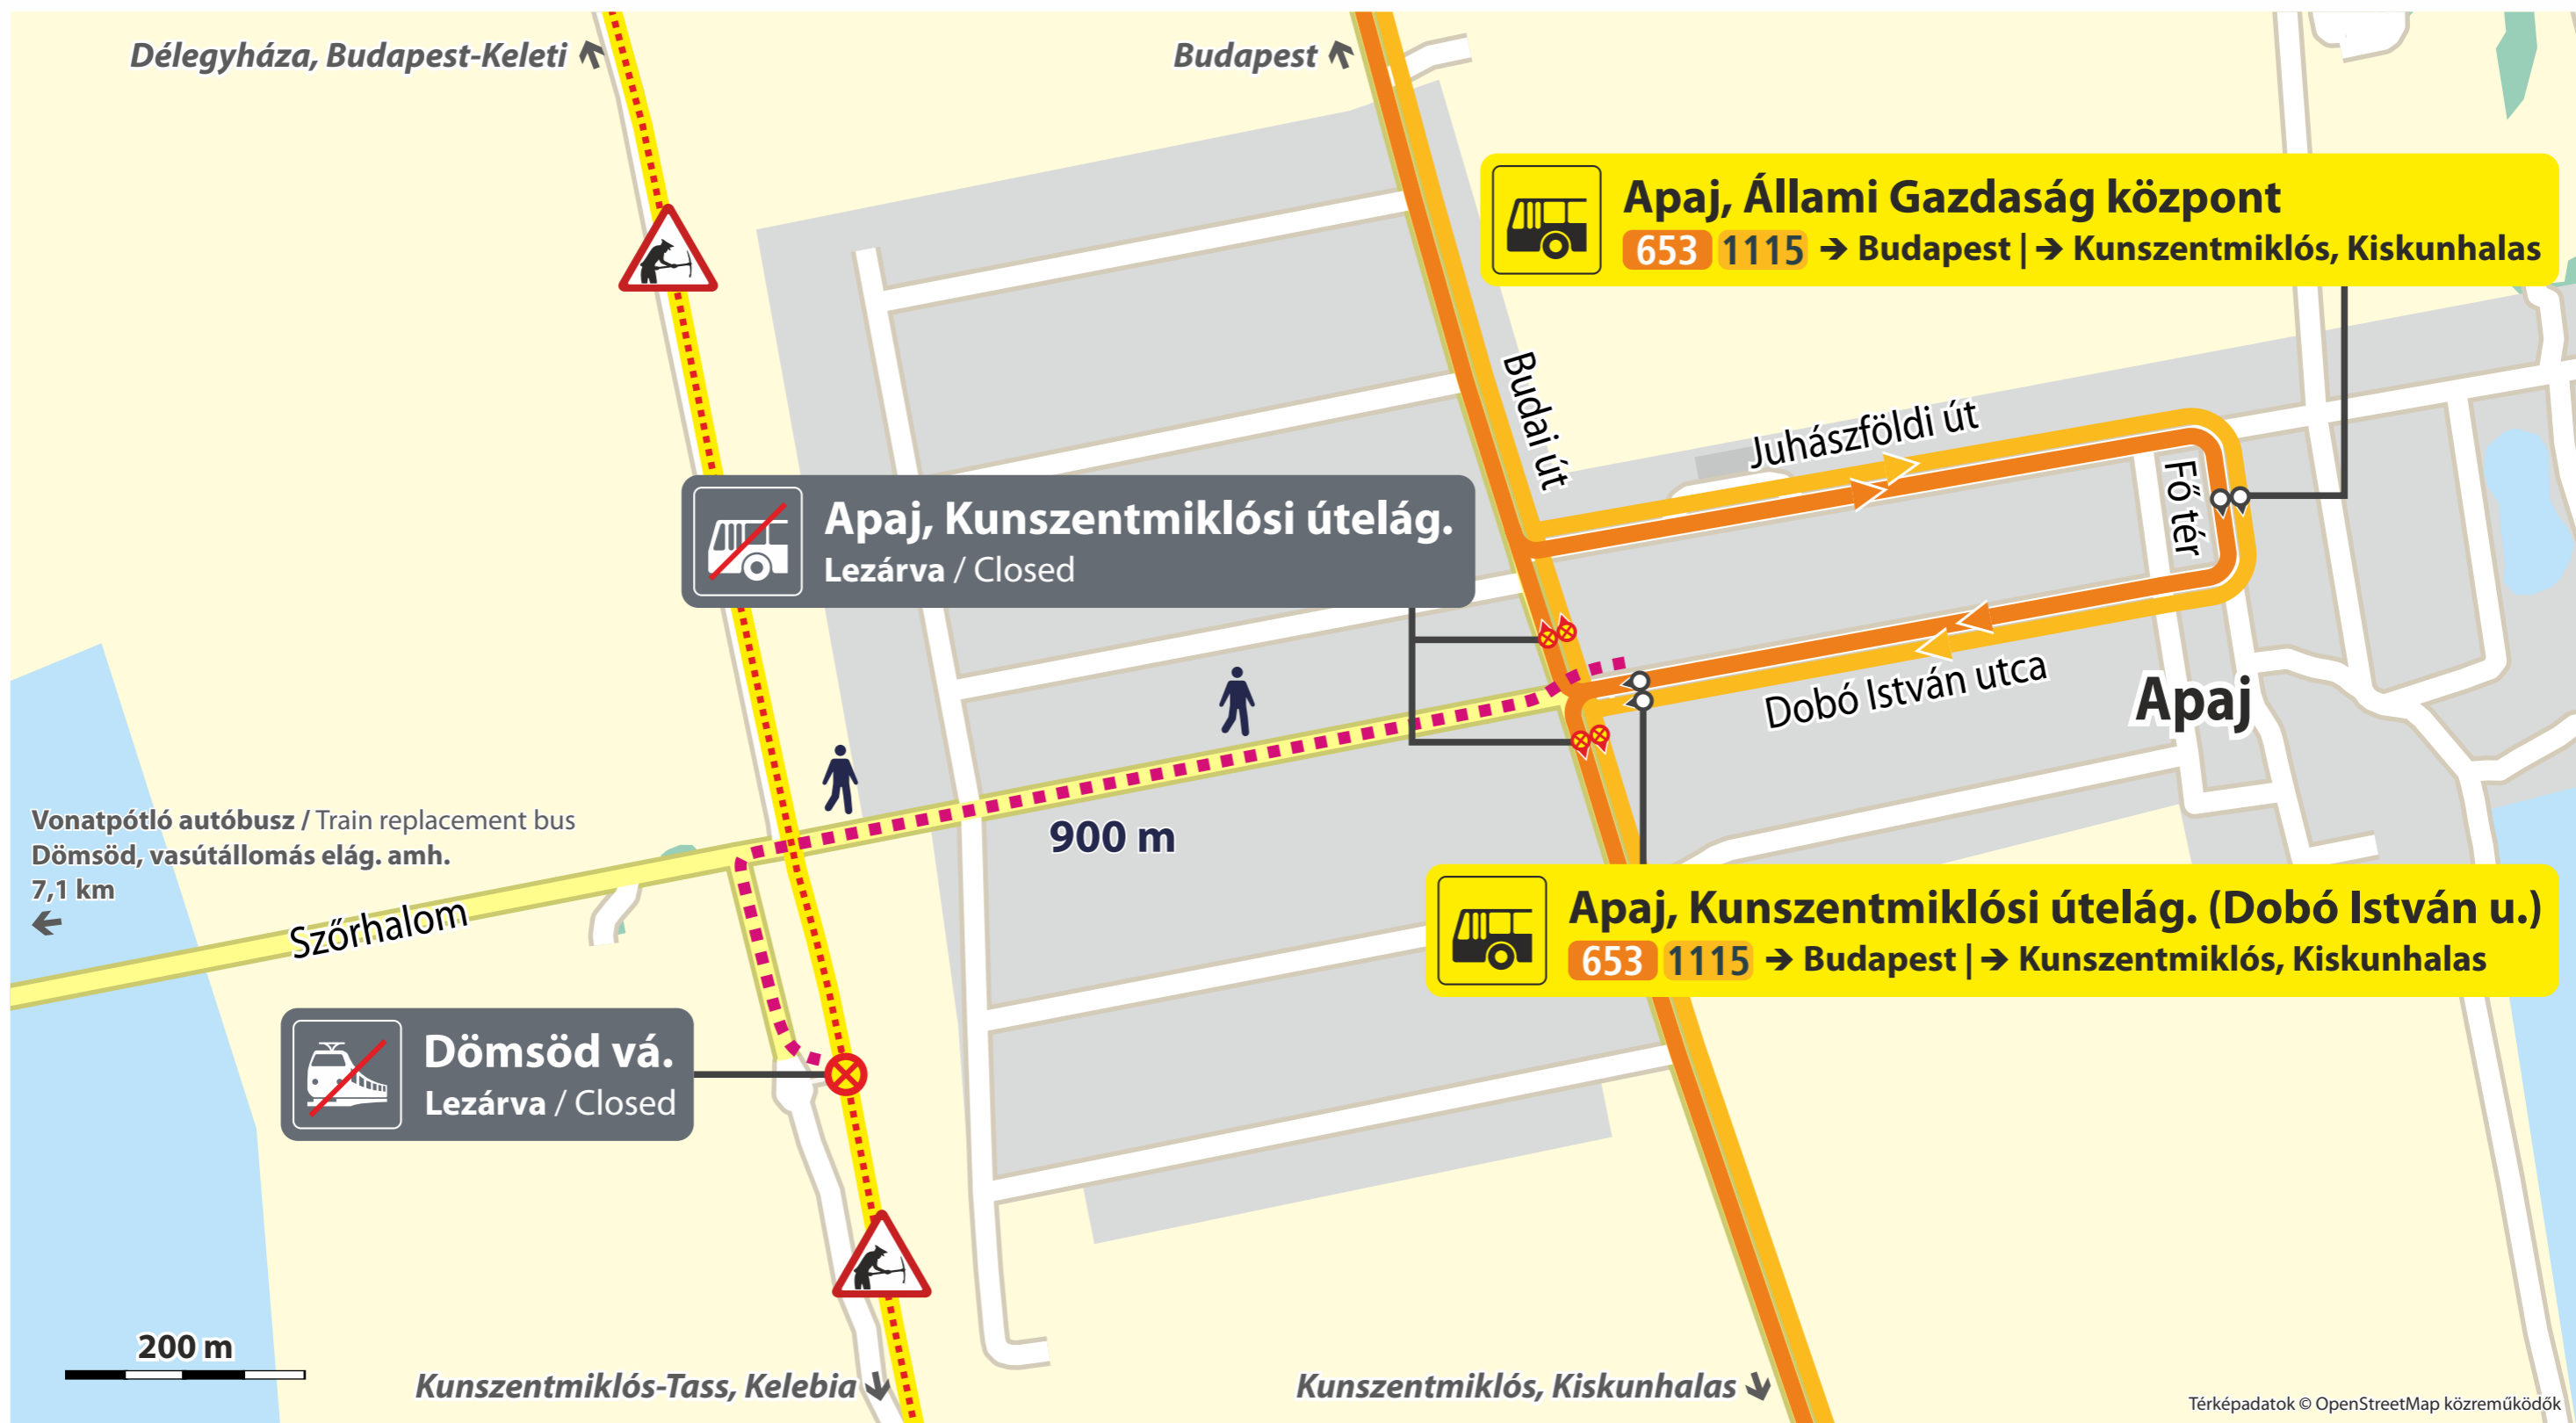 Délegyháza, Budapest-Keleti ↖
Budapest ↖
Apaj, Állami Gazdaság központ
653 1115 → Budapest | → Kunszentmiklós, Kiskunhalas
Budai út
Juhászföldi út
Fő tér
Apaj, Kunszentmiklósi útelág.
Lezárva / Closed
Dobó István utca
Apaj
Vonatpótló autóbusz / Train replacement bus
Dömsöd, vasútállomás elág. amh.
7,1 km
←
900 m
Szőrhalom
Apaj, Kunszentmiklósi útelág. (Dobó István u.)
653 1115 → Budapest | → Kunszentmiklós, Kiskunhalas
Dömsöd vá.
Lezárva / Closed
200 m
Kunszentmiklós-Tass, Kelebia ↓
Kunszentmiklós, Kiskunhalas ↘
Térképadatok © OpenStreetMap közreműködők